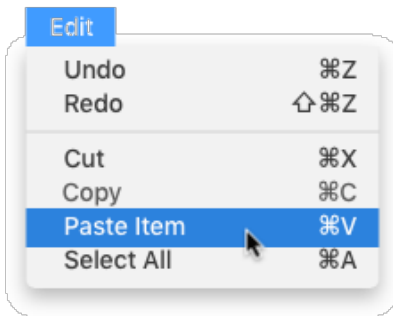 Edit
Undo ⌘Z
Redo ⇧⌘Z
Cut ⌘X
Copy ⌘C
Paste Item ⌘V
Select All ⌘A